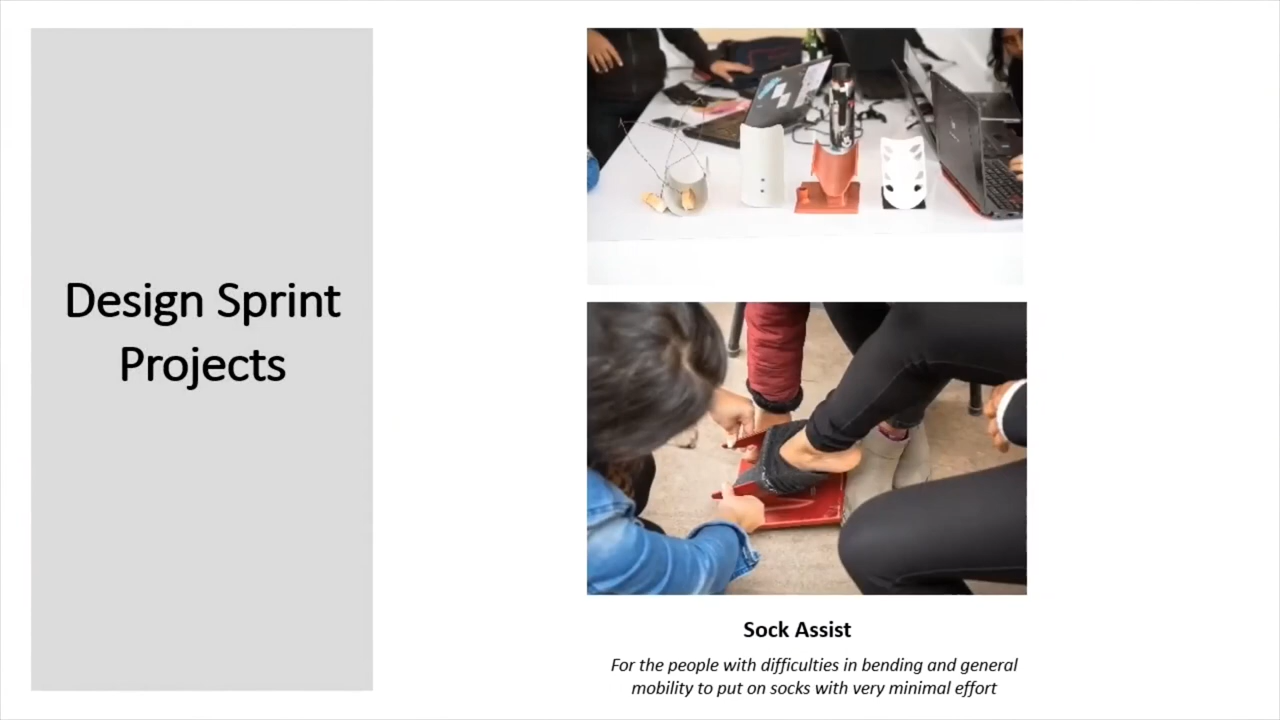 Design Sprint
Projects
Sock Assist
For the people with difficulties in bending and general
mobility to put on socks with very minimal effort